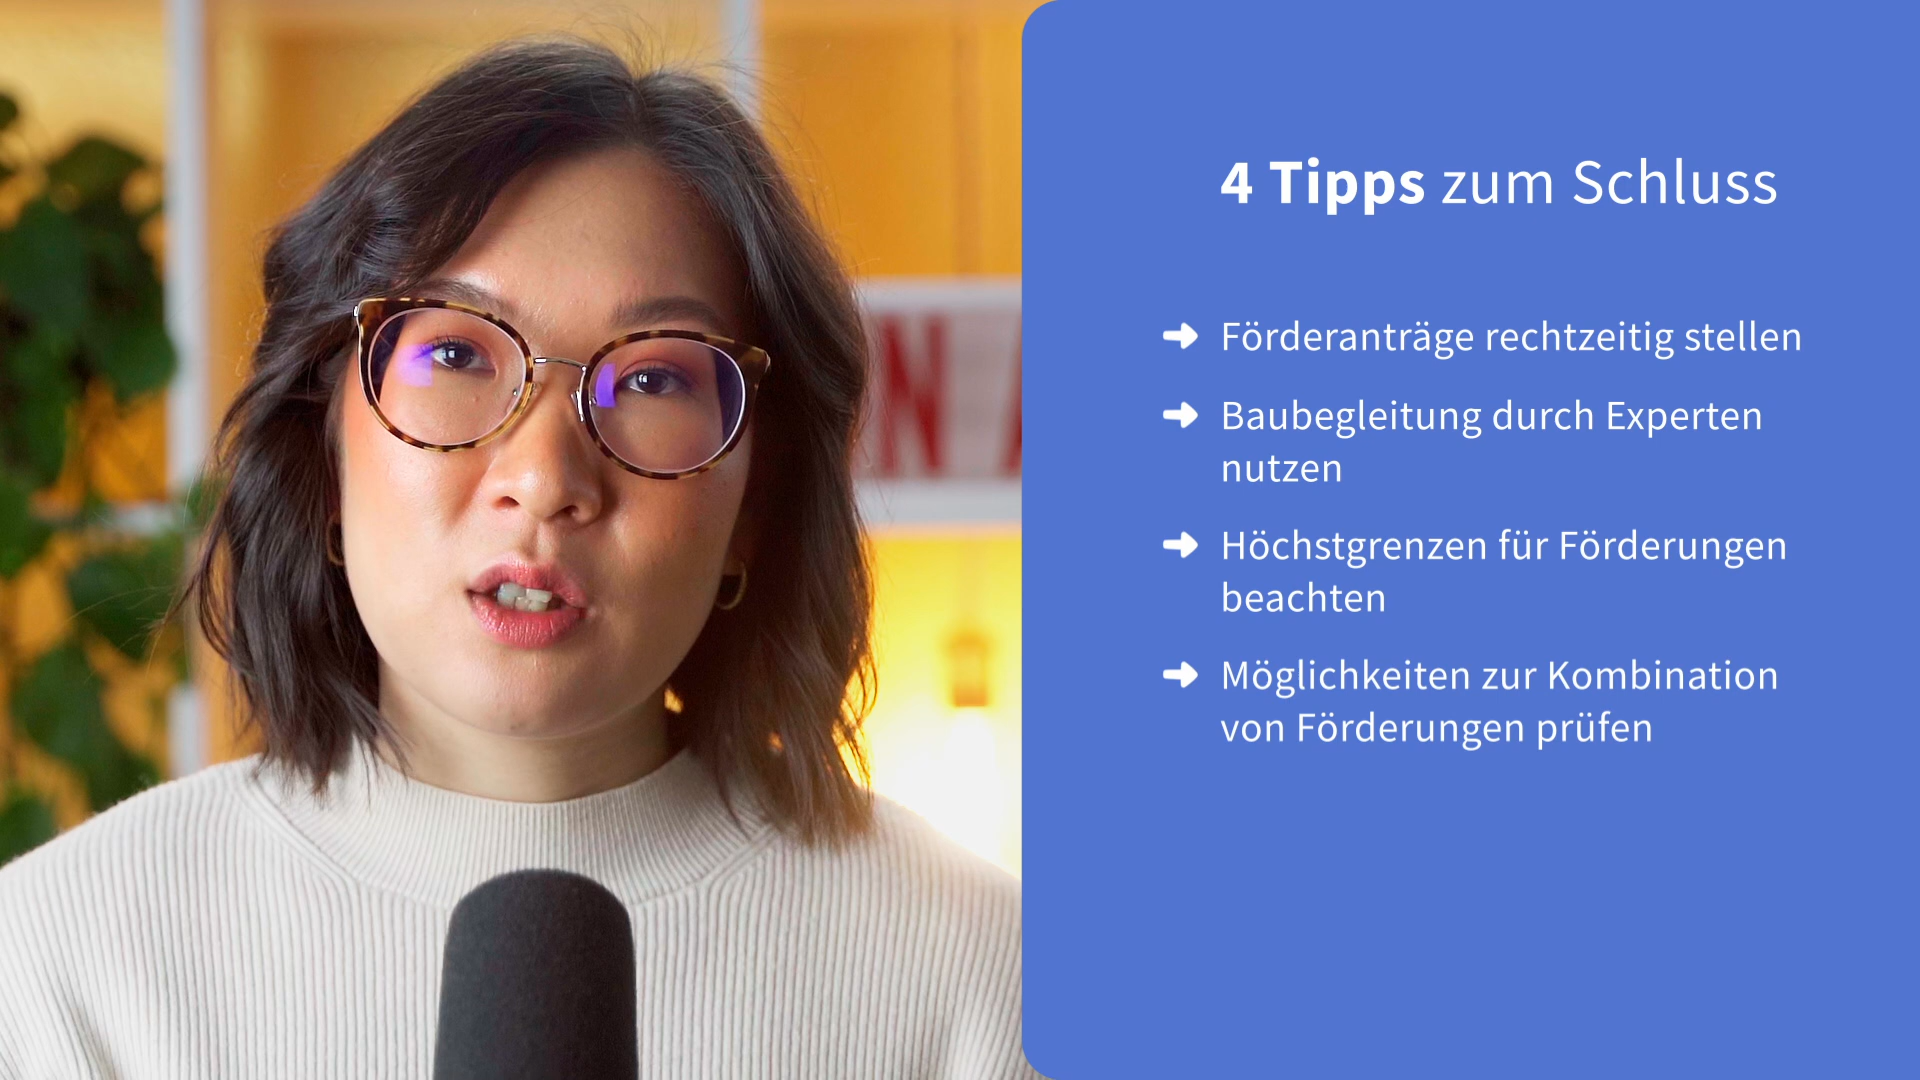 4 Tipps zum Schluss
Förderanträge rechtzeitig stellen
Baubegleitung durch Experten
nutzen
Höchstgrenzen für Förderungen
beachten
Möglichkeiten zur Kombination
von Förderungen prüfen
N